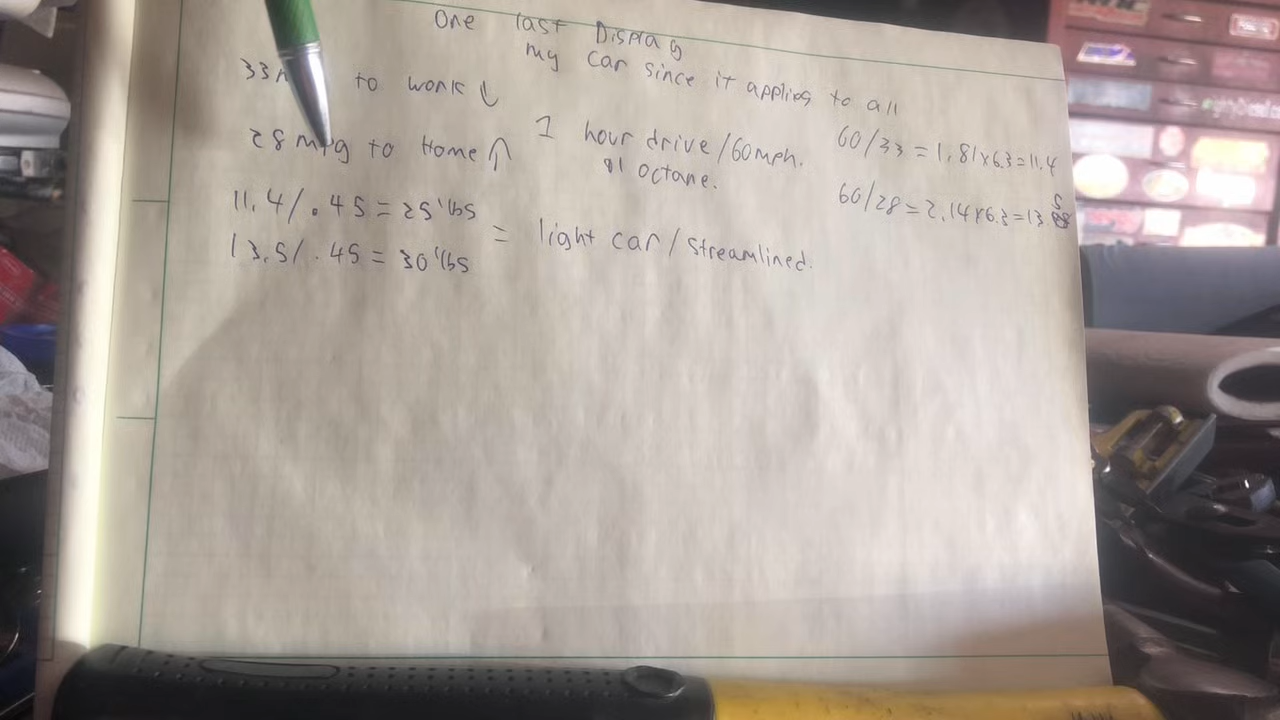 One last Display
my car since it applies to all
to work ↓
28 mpg to Home ↑
1 hour drive/60mph.
91 octane.
60/33 = 1.81x6.3 = 11.4
60/28 = 2.14x6.3 = 13.5
11.4/.45 = 25 lbs
13.5/.45 = 30 lbs
= light car/streamlined.